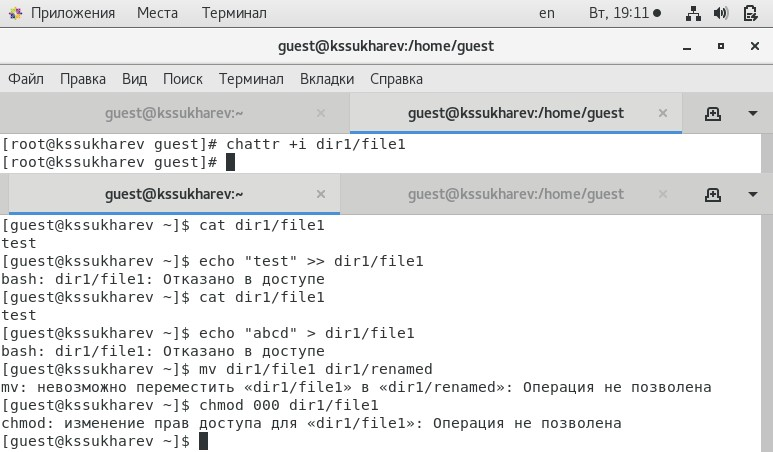 Приложения Места Терминал en Вт, 19:11
guest@kssukharev:/home/guest
Файл Правка Вид Поиск Терминал Вкладки Справка
guest@kssukharev:~ × guest@kssukharev:/home/guest ×
[root@kssukharev guest]# chattr +i dir1/file1
[root@kssukharev guest]#
guest@kssukharev:~ × guest@kssukharev:/home/guest ×
[guest@kssukharev ~]$ cat dir1/file1
test
[guest@kssukharev ~]$ echo "test" >> dir1/file1
bash: dir1/file1: Отказано в доступе
[guest@kssukharev ~]$ cat dir1/file1
test
[guest@kssukharev ~]$ echo "abcd" > dir1/file1
bash: dir1/file1: Отказано в доступе
[guest@kssukharev ~]$ mv dir1/file1 dir1/renamed
mv: невозможно переместить «dir1/file1» в «dir1/renamed»: Операция не позволена
[guest@kssukharev ~]$ chmod 000 dir1/file1
chmod: изменение прав доступа для «dir1/file1»: Операция не позволена
[guest@kssukharev ~]$